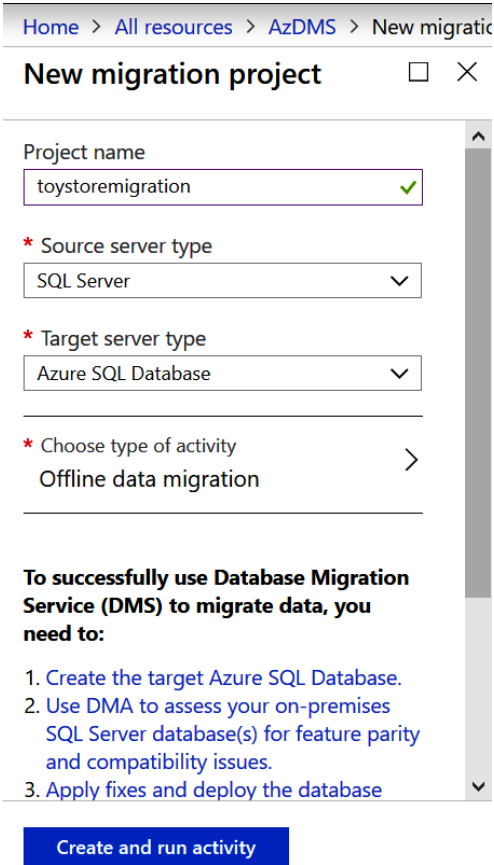 Home > All resources > AzDMS > New migratio
New migration project
Project name
toystoremigration
* Source server type
SQL Server
* Target server type
Azure SQL Database
* Choose type of activity
Offline data migration
To successfully use Database Migration
Service (DMS) to migrate data, you
need to:
1. Create the target Azure SQL Database.
2. Use DMA to assess your on-premises
SQL Server database(s) for feature parity
and compatibility issues.
3. Apply fixes and deploy the database
Create and run activity